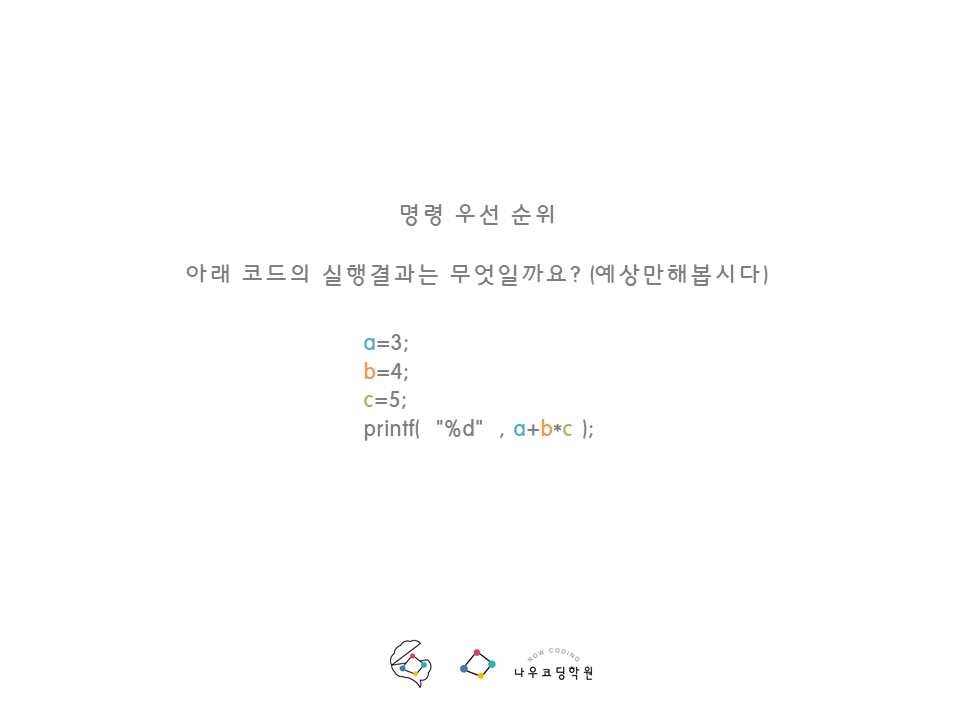 명령 우선 순위
아래 코드의 실행결과는 무엇일까요? (예상만해봅시다)
a=3;
b=4;
c=5;
printf( "%d" , a+b*c );
NOW CODING
나우코딩학원